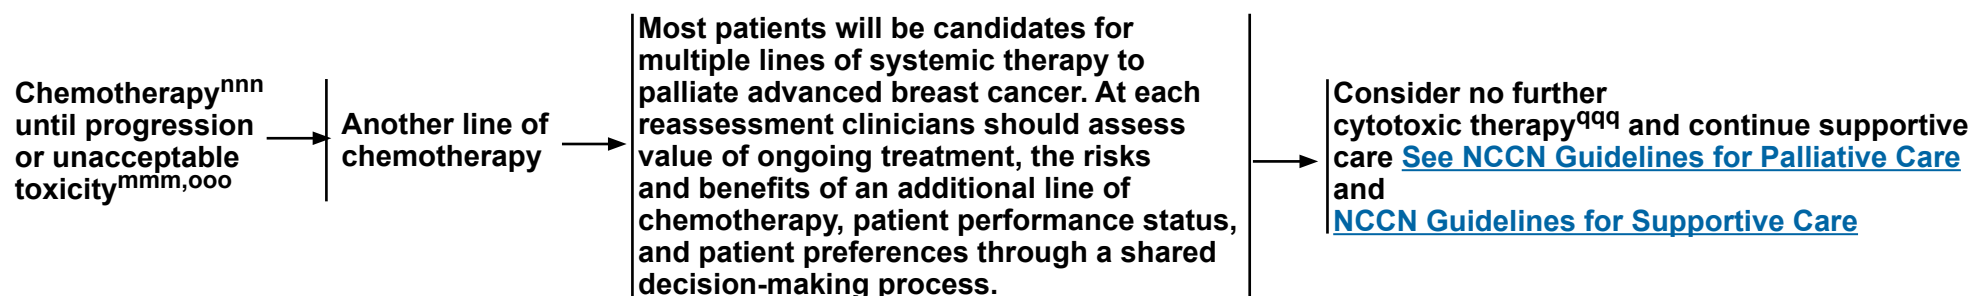 Chemotherapynnn
until progression
or unacceptable
toxicitymmm,ooo
Another line of
chemotherapy
Most patients will be candidates for
multiple lines of systemic therapy to
palliate advanced breast cancer. At each
reassessment clinicians should assess
value of ongoing treatment, the risks
and benefits of an additional line of
chemotherapy, patient performance status,
and patient preferences through a shared
decision-making process.
Consider no further
cytotoxic therapyqqq and continue supportive
care See NCCN Guidelines for Palliative Care
and
NCCN Guidelines for Supportive Care